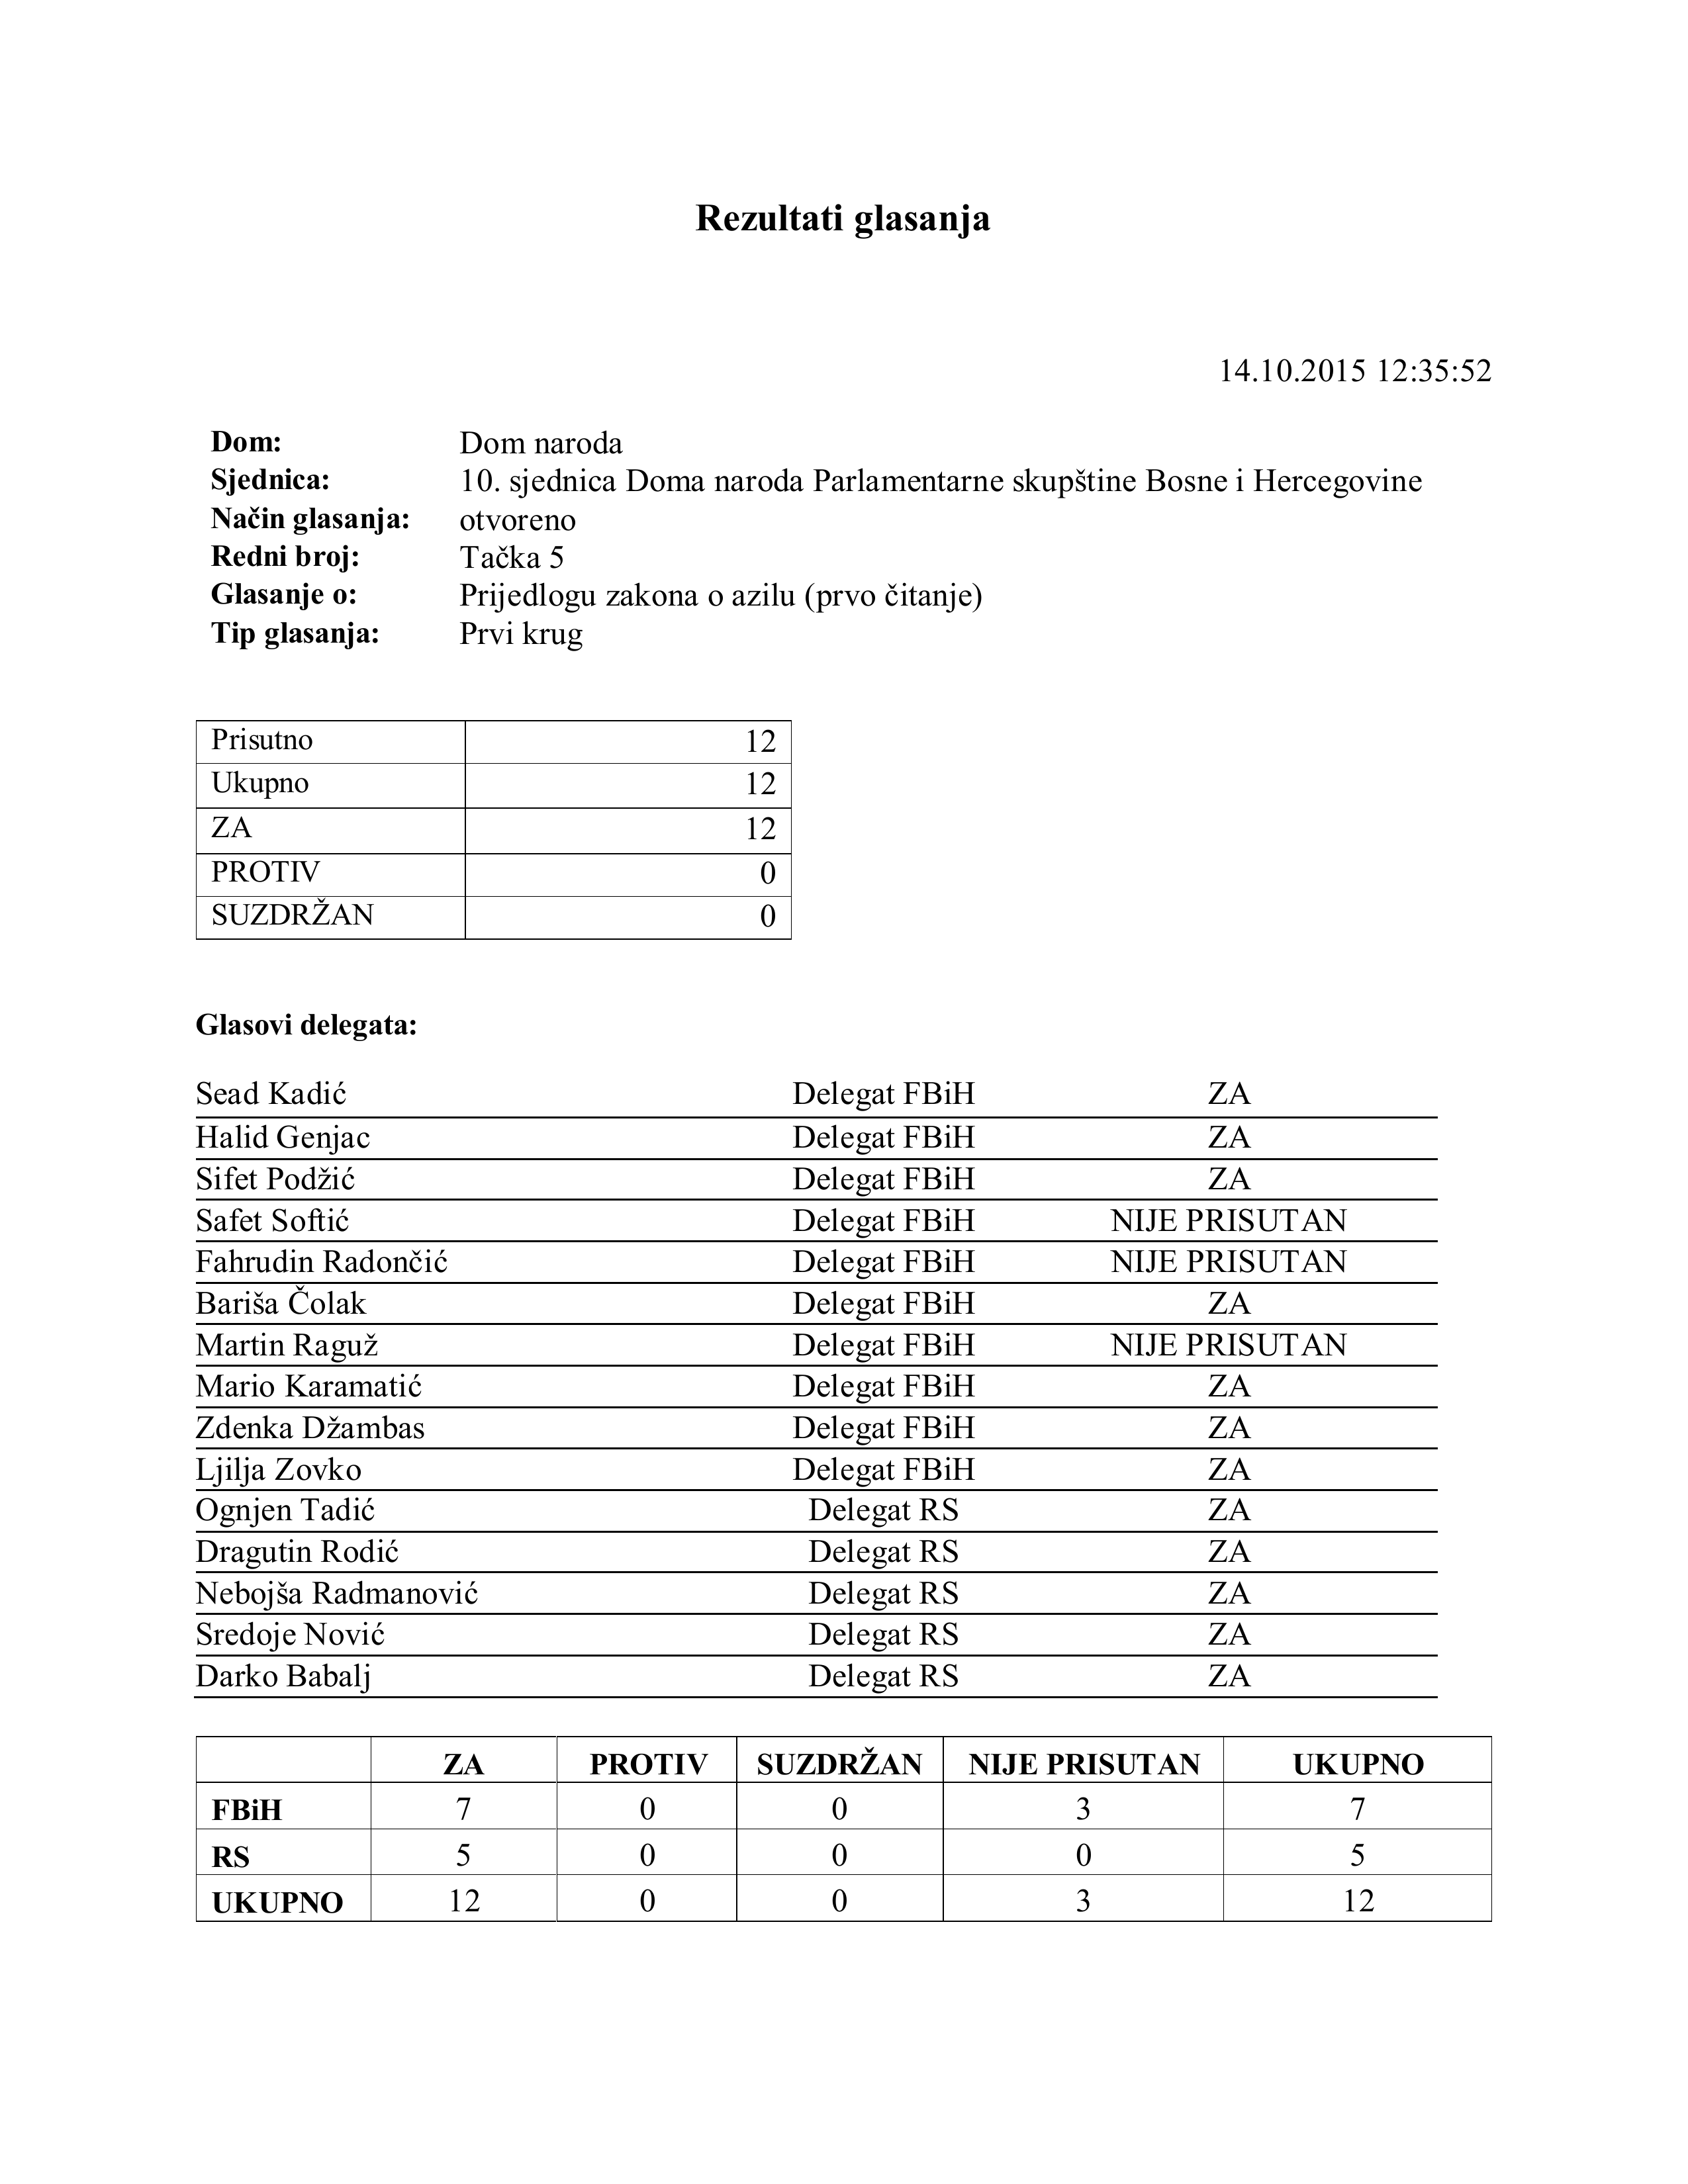 Rezultati glasanja
14.10.2015 12:35:52
Dom: Dom naroda
Sjednica: 10. sjednica Doma naroda Parlamentarne skupštine Bosne i Hercegovine
Način glasanja: otvoreno
Redni broj: Tačka 5
Glasanje o: Prijedlogu zakona o azilu (prvo čitanje)
Tip glasanja: Prvi krug
Prisutno 12
Ukupno 12
ZA 12
PROTIV 0
SUZDRŽAN 0
Glasovi delegata:
Sead Kadić Delegat FBiH ZA
Halid Genjac Delegat FBiH ZA
Sifet Podžić Delegat FBiH ZA
Safet Softić Delegat FBiH NIJE PRISUTAN
Fahrudin Radončić Delegat FBiH NIJE PRISUTAN
Bariša Čolak Delegat FBiH ZA
Martin Raguž Delegat FBiH NIJE PRISUTAN
Mario Karamatić Delegat FBiH ZA
Zdenka Džambas Delegat FBiH ZA
Ljilja Zovko Delegat FBiH ZA
Ognjen Tadić Delegat RS ZA
Dragutin Rodić Delegat RS ZA
Nebojša Radmanović Delegat RS ZA
Sredoje Nović Delegat RS ZA
Darko Babalj Delegat RS ZA
ZA PROTIV SUZDRŽAN NIJE PRISUTAN UKUPNO
FBiH 7 0 0 3 7
RS 5 0 0 0 5
UKUPNO 12 0 0 3 12